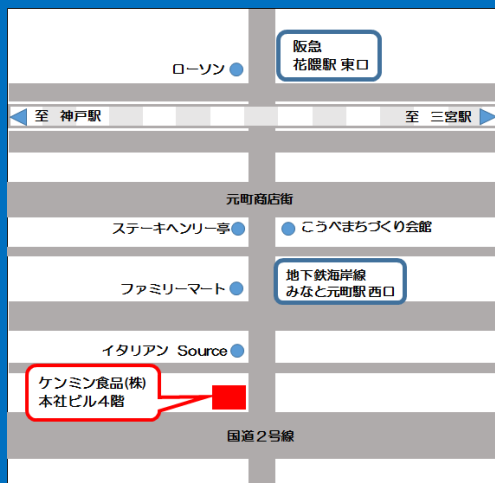 阪急
花隈駅 東口
ローソン
至 神戸駅
至 三宮駅
元町商店街
ステーキヘンリー亭
こうべまちづくり会館
地下鉄海岸線
みなと元町駅 西口
ファミリーマート
イタリアン Source
ケンミン食品(株)
本社ビル4階
国道2号線